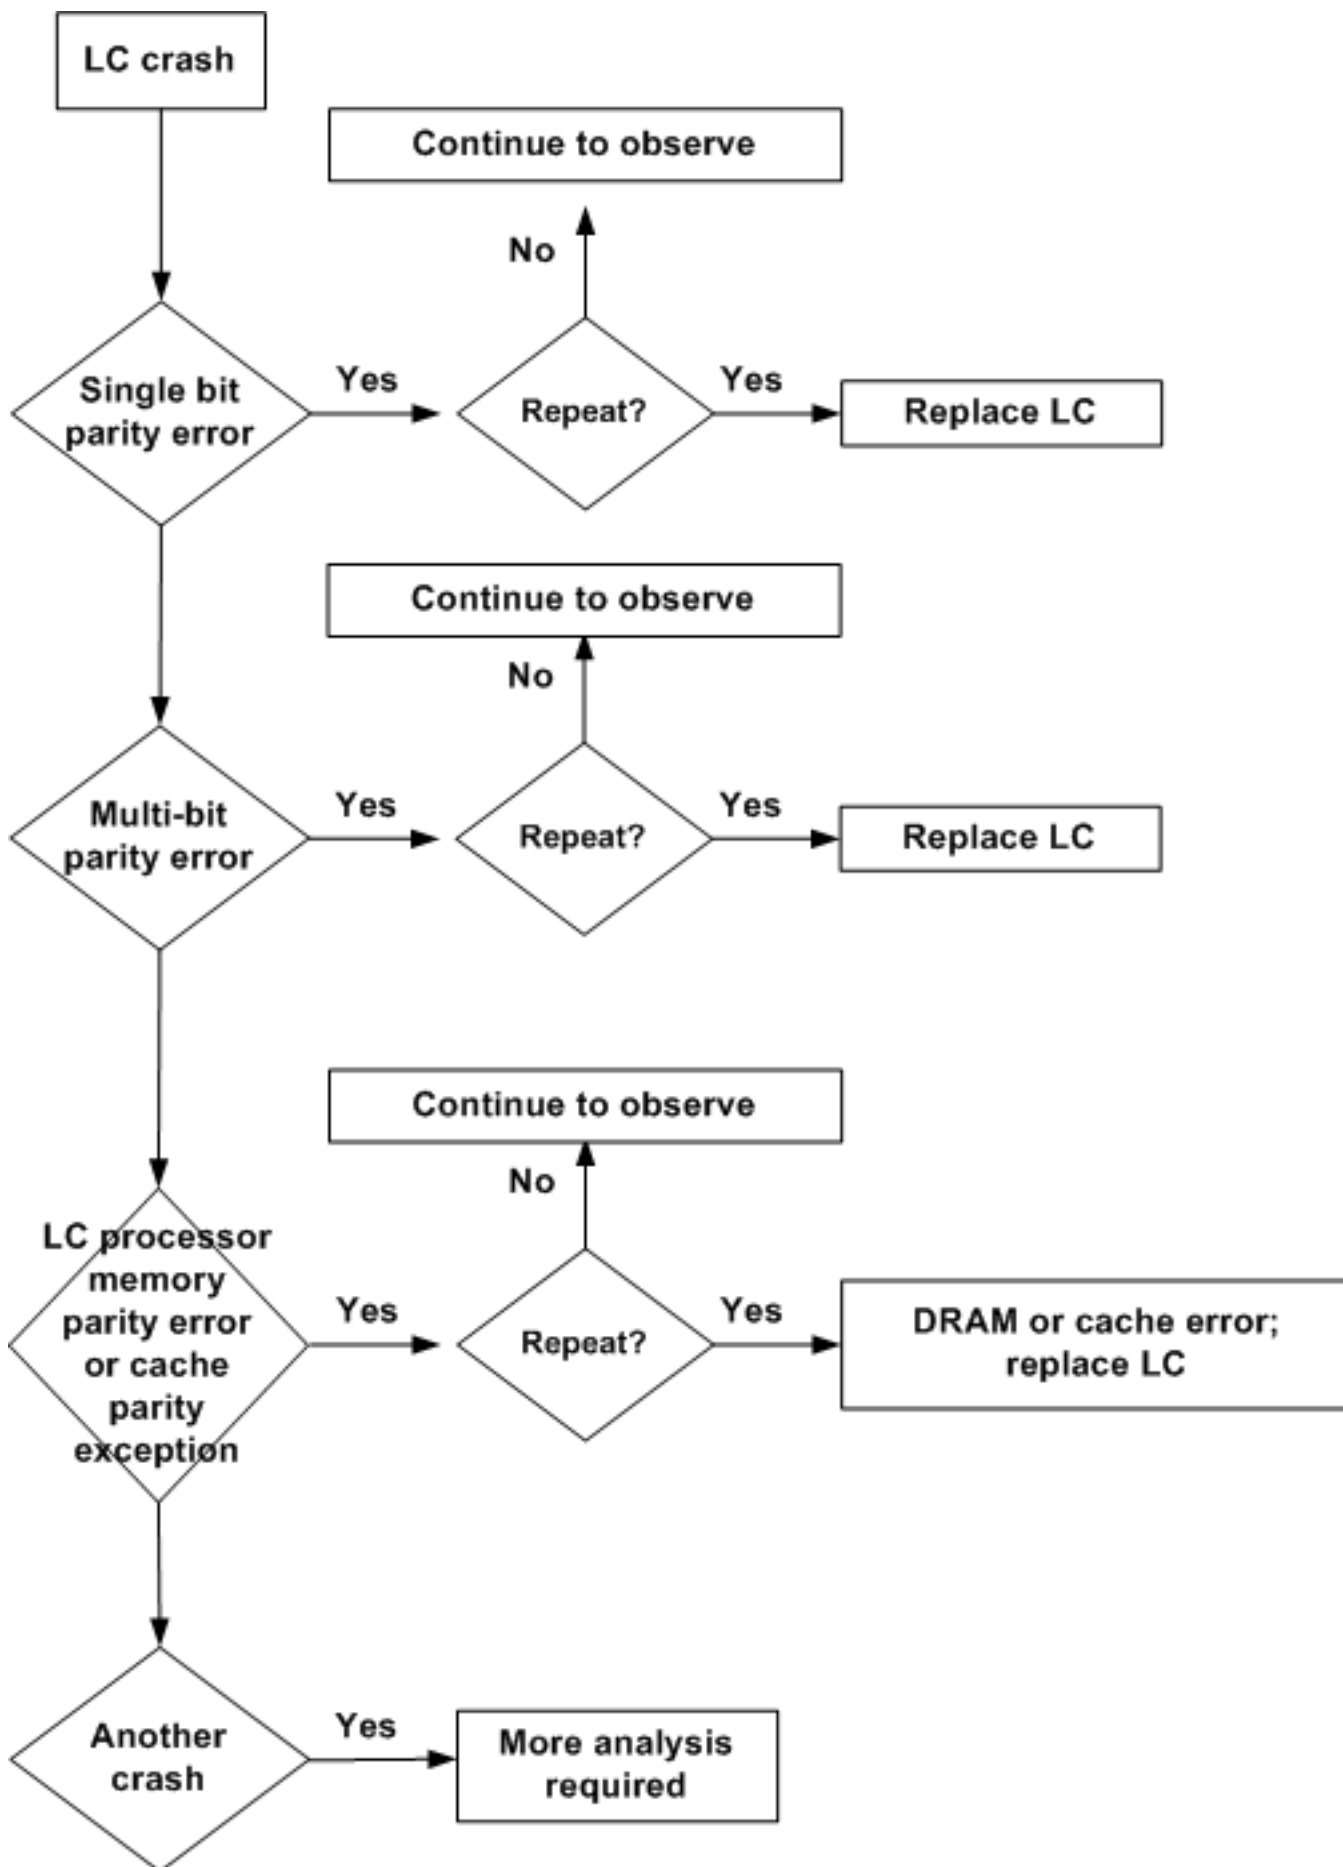 LC crash
Continue to observe
No
Single bit
parity error
Yes
Repeat?
Yes
Replace LC
Continue to observe
No
Multi-bit
parity error
Yes
Repeat?
Yes
Replace LC
Continue to observe
No
LC processor
memory
parity error
or cache
parity
exception
Yes
Repeat?
Yes
DRAM or cache error;
replace LC
Another
crash
Yes
More analysis
required